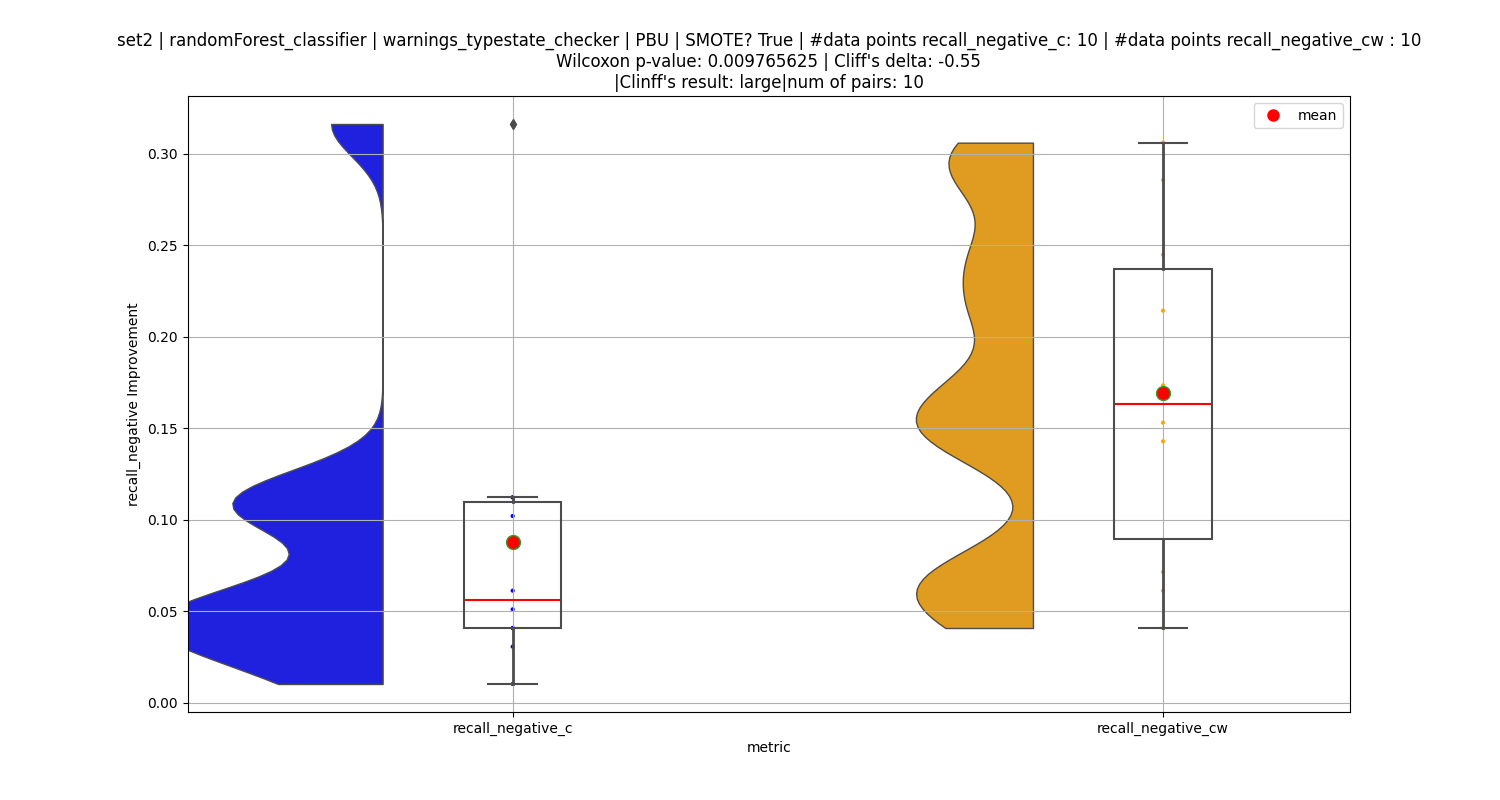 set2 | randomForest_classifier | warnings_typestate_checker | PBU | SMOTE? True | #data points recall_negative_c: 10 | #data points recall_negative_cw : 10
Wilcoxon p-value: 0.009765625 | Cliff's delta: -0.55
|Clinff's result: large|num of pairs: 10
mean
0.30
0.25
0.20
0.15
0.10
0.05
0.00
recall_negative Improvement
recall_negative_c
recall_negative_cw
metric